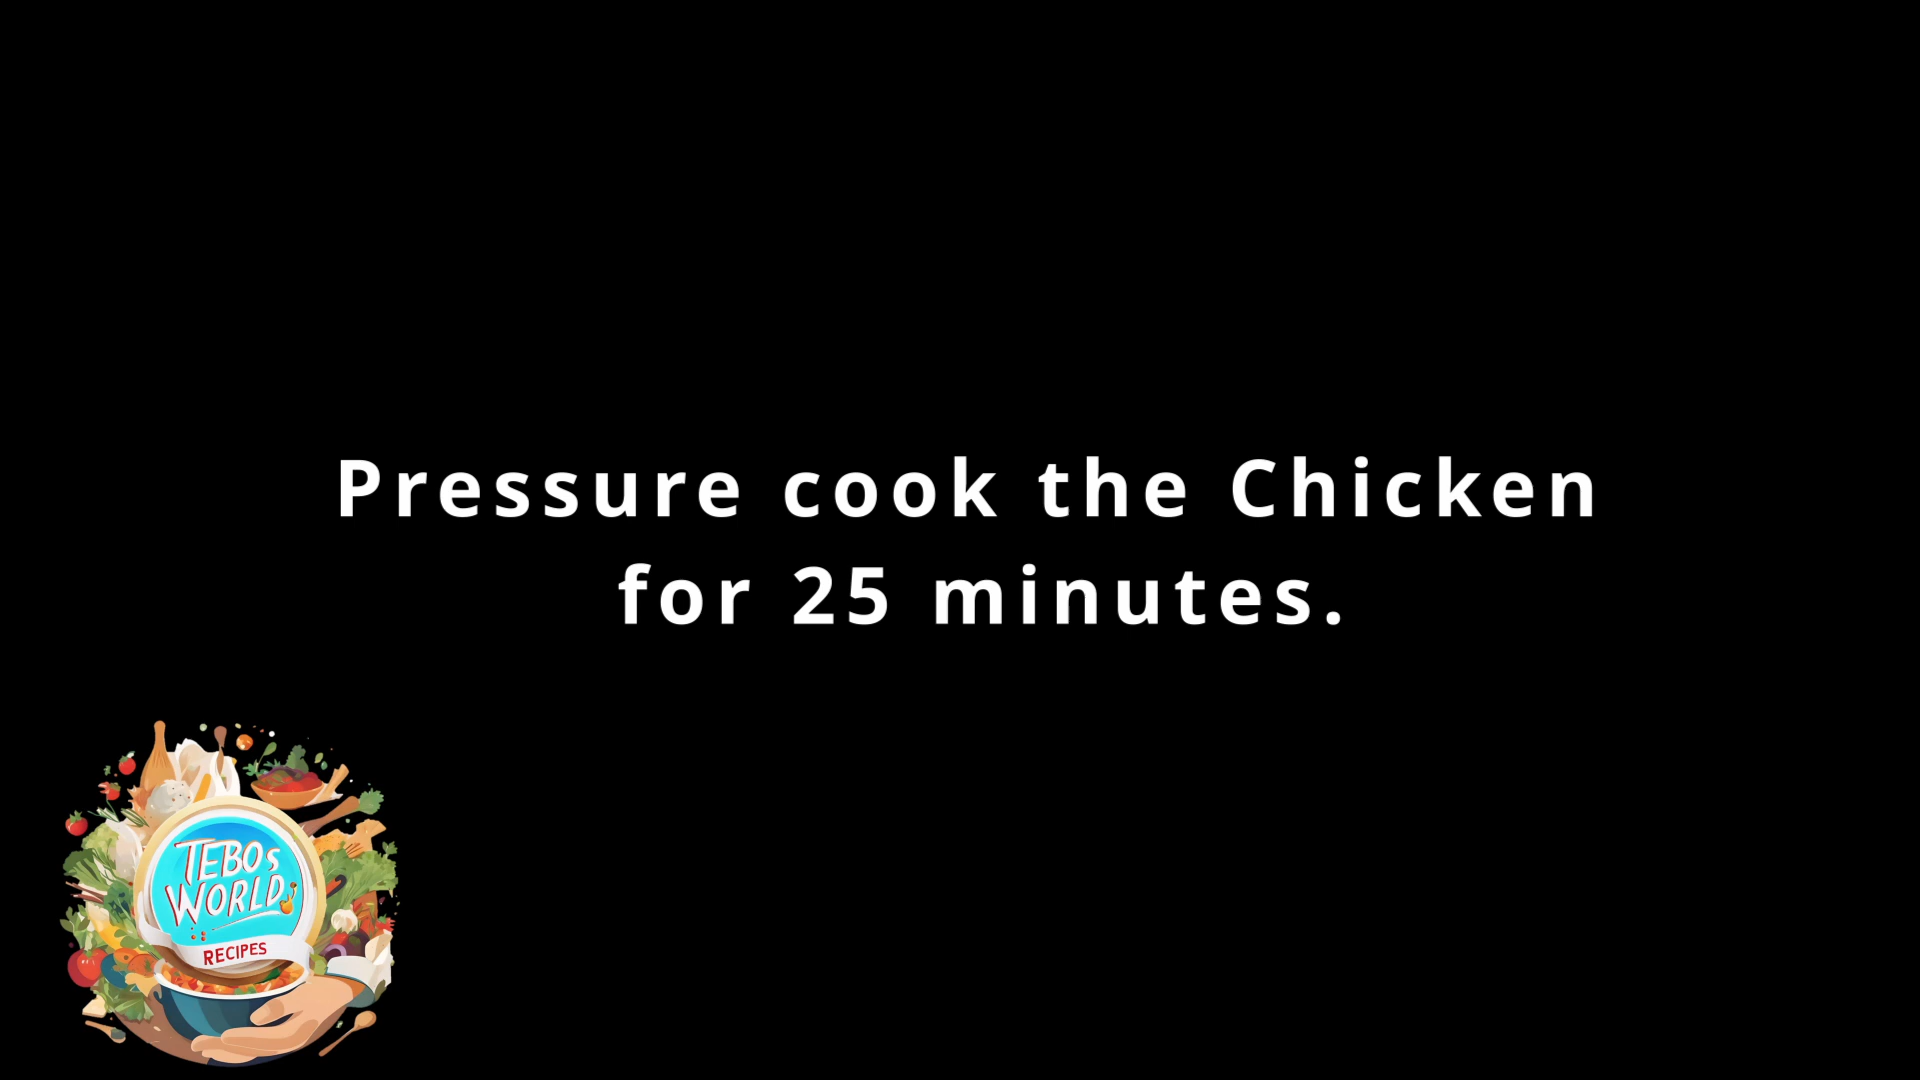 Pressure cook the Chicken
for 25 minutes.
TEBOs
WORLD
RECIPES